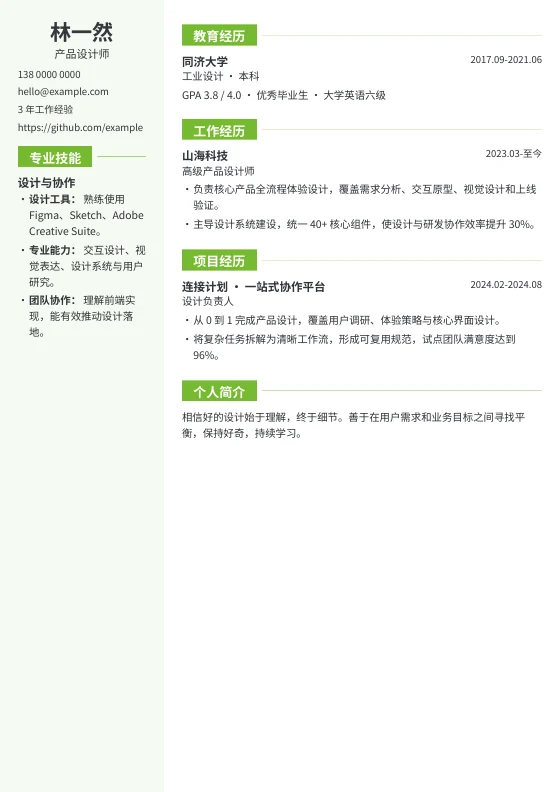 林一然
产品设计师
138 0000 0000
hello@example.com
3 年工作经验
https://github.com/example
专业技能
设计与协作
・设计工具： 熟练使用
Figma、Sketch、Adobe
Creative Suite。
・专业能力： 交互设计、视
觉表达、设计系统与用户
研究。
・团队协作： 理解前端实
现，能有效推动设计落
地。
教育经历
同济大学 2017.09-2021.06
工业设计 · 本科
GPA 3.8 / 4.0 · 优秀毕业生 · 大学英语六级
工作经历
山海科技 2023.03-至今
高级产品设计师
・负责核心产品全流程体验设计，覆盖需求分析、交互原型、视觉设计和上线
验证。
・主导设计系统建设，统一 40+ 核心组件，使设计与研发协作效率提升 30%。
项目经历
连接计划 · 一站式协作平台 2024.02-2024.08
设计负责人
・从 0 到 1 完成产品设计，覆盖用户调研、体验策略与核心界面设计。
・将复杂任务拆解为清晰工作流，形成可复用规范，试点团队满意度达到
96%。
个人简介
相信好的设计始于理解，终于细节。善于在用户需求和业务目标之间寻找平
衡，保持好奇，持续学习。